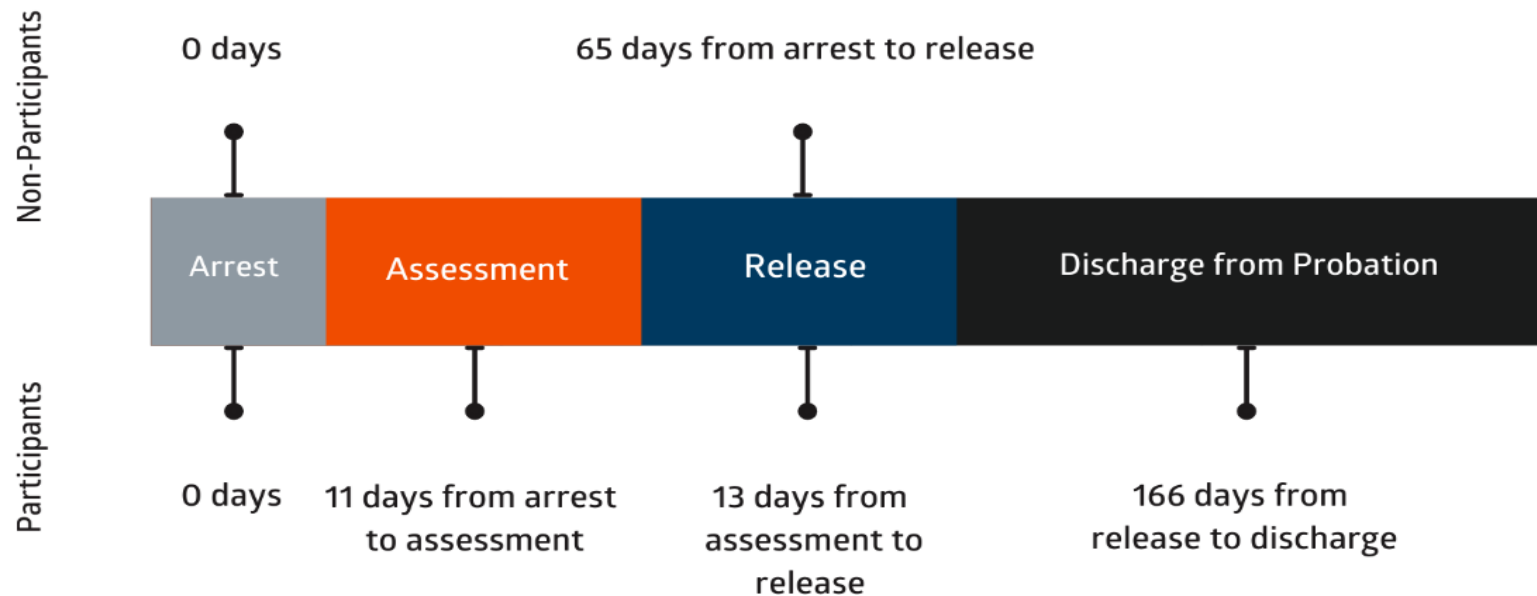 Non-Participants
0 days
65 days from arrest to release
Arrest
Assessment
Release
Discharge from Probation
Participants
0 days
11 days from arrest
to assessment
13 days from
assessment to
release
166 days from
release to discharge